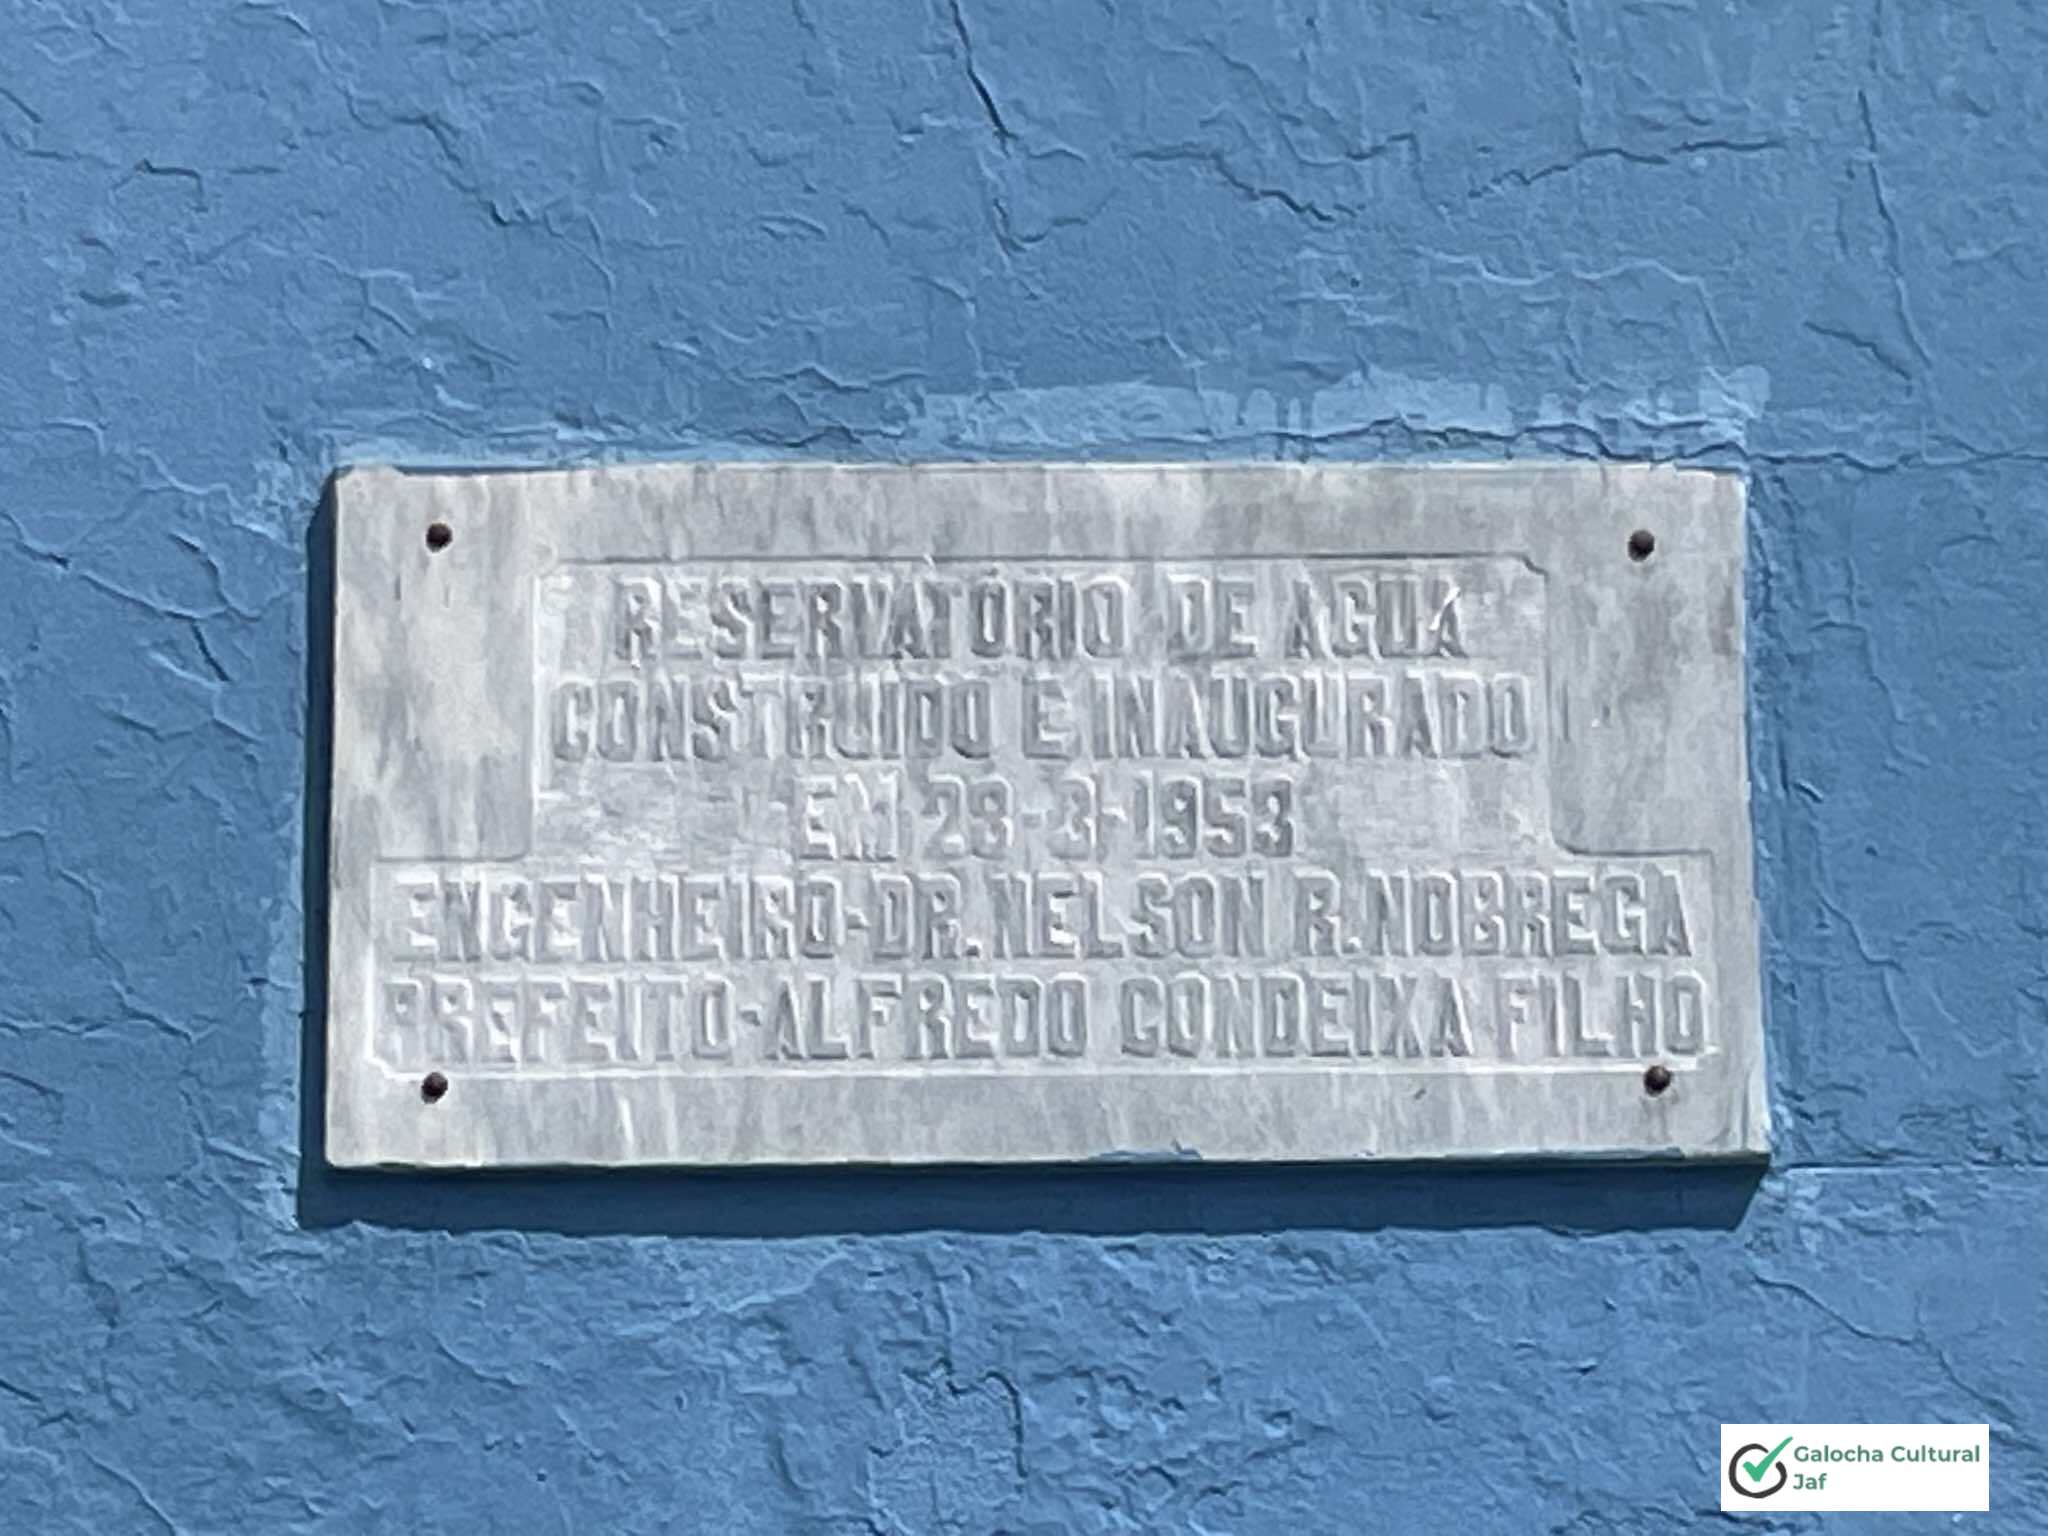 RESERVATÓRIO DE AGUA
CONSTRUIDO E INAUGURADO
EM 28-3-1953
ENGENHEIRO-DR. NELSON R. NOBREGA
PREFEITO-ALFREDO CONDEIXA FILHO
Galocha Cultural
Jaf